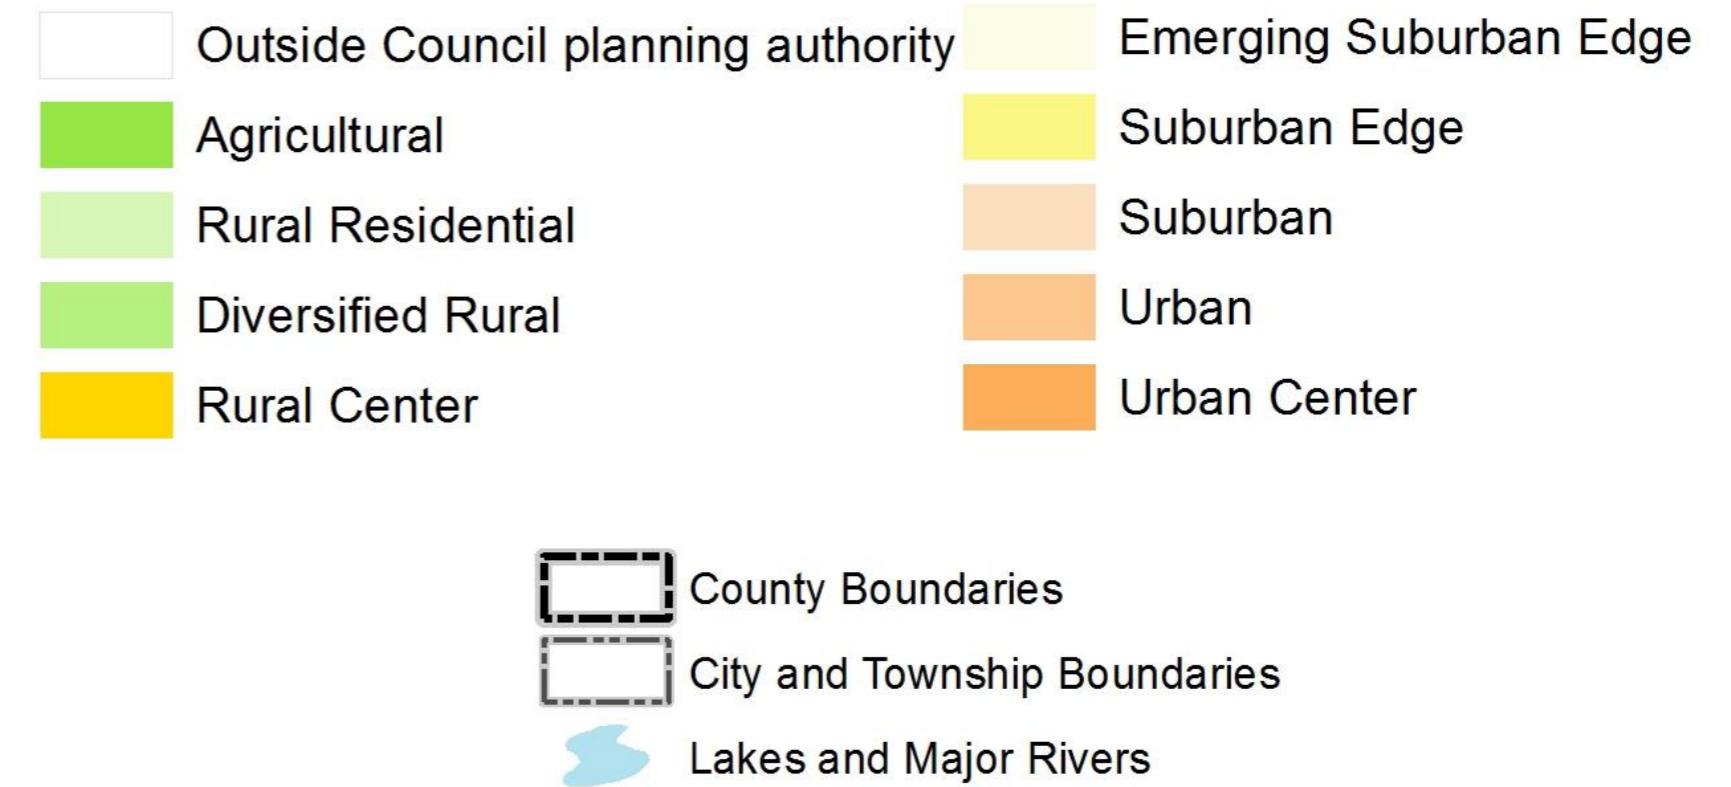 Outside Council planning authority
Agricultural
Rural Residential
Diversified Rural
Rural Center
Emerging Suburban Edge
Suburban Edge
Suburban
Urban
Urban Center
County Boundaries
City and Township Boundaries
Lakes and Major Rivers